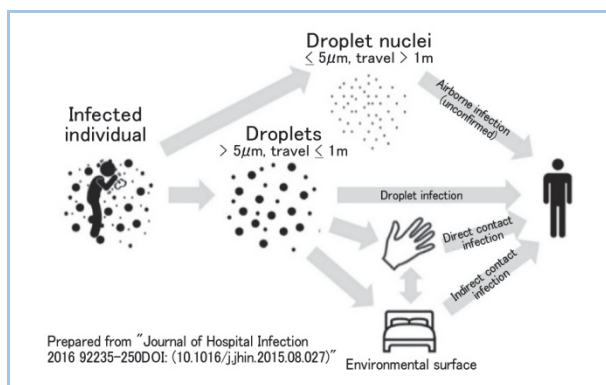 Droplet nuclei
≤ 5μm, travel > 1m
Infected
individual
Droplets
> 5μm, travel ≤ 1m
Airborne infection
(unconfirmed)
Droplet infection
Direct contact
infection
Indirect contact
infection
Environmental surface
Prepared from "Journal of Hospital Infection
2016 92235-250DOI: (10.1016/j.jhin.2015.08.027)"